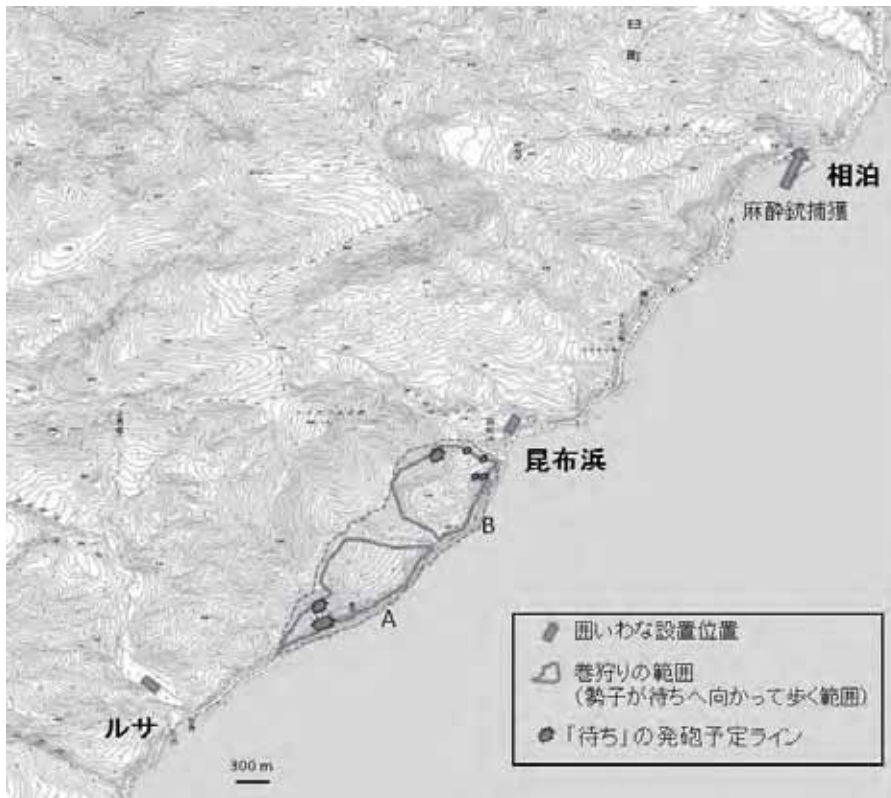 臼
町
相泊
麻酔銃捕獲
昆布浜
B
A
ルサ
300 m
囲いわな設置位置
巻狩りの範囲
(勢子が待ちへ向かって歩く範囲)
「待ち」の発砲予定ライン